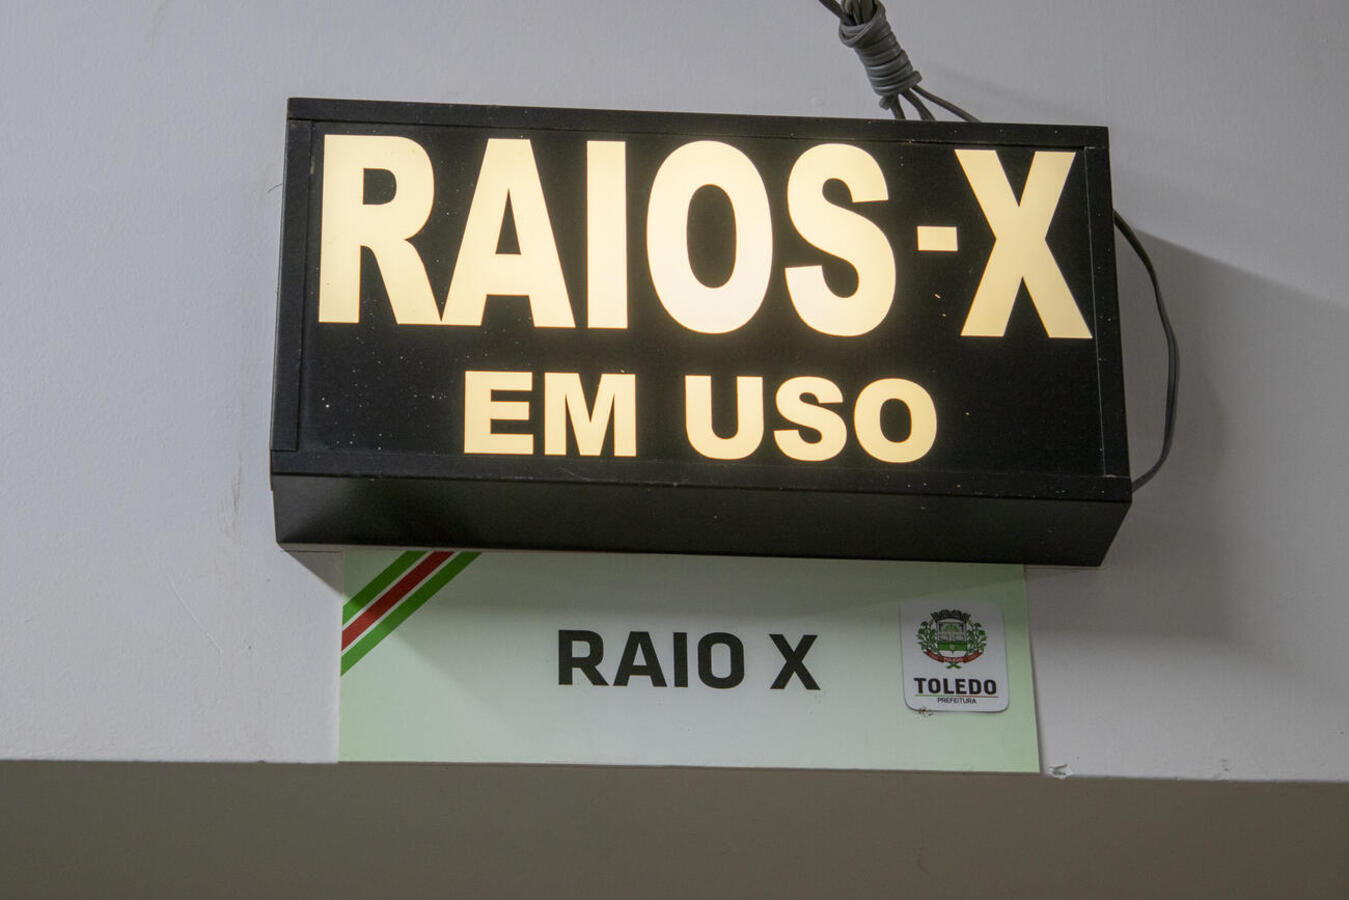 RAIOS-X
EM USO
RAIO X
TOLEDO
PREFEITURA